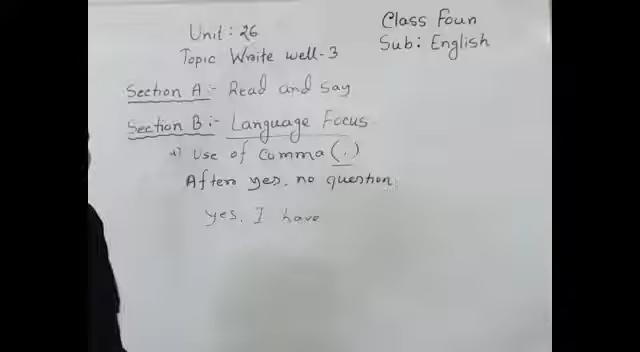 Unit: 26
Topic Write well-3
Class Four
Sub: English
Section A:- Read and say
Section B:- Language Focus
*) Use of Comma (,)
After yes, no question,
yes, I have